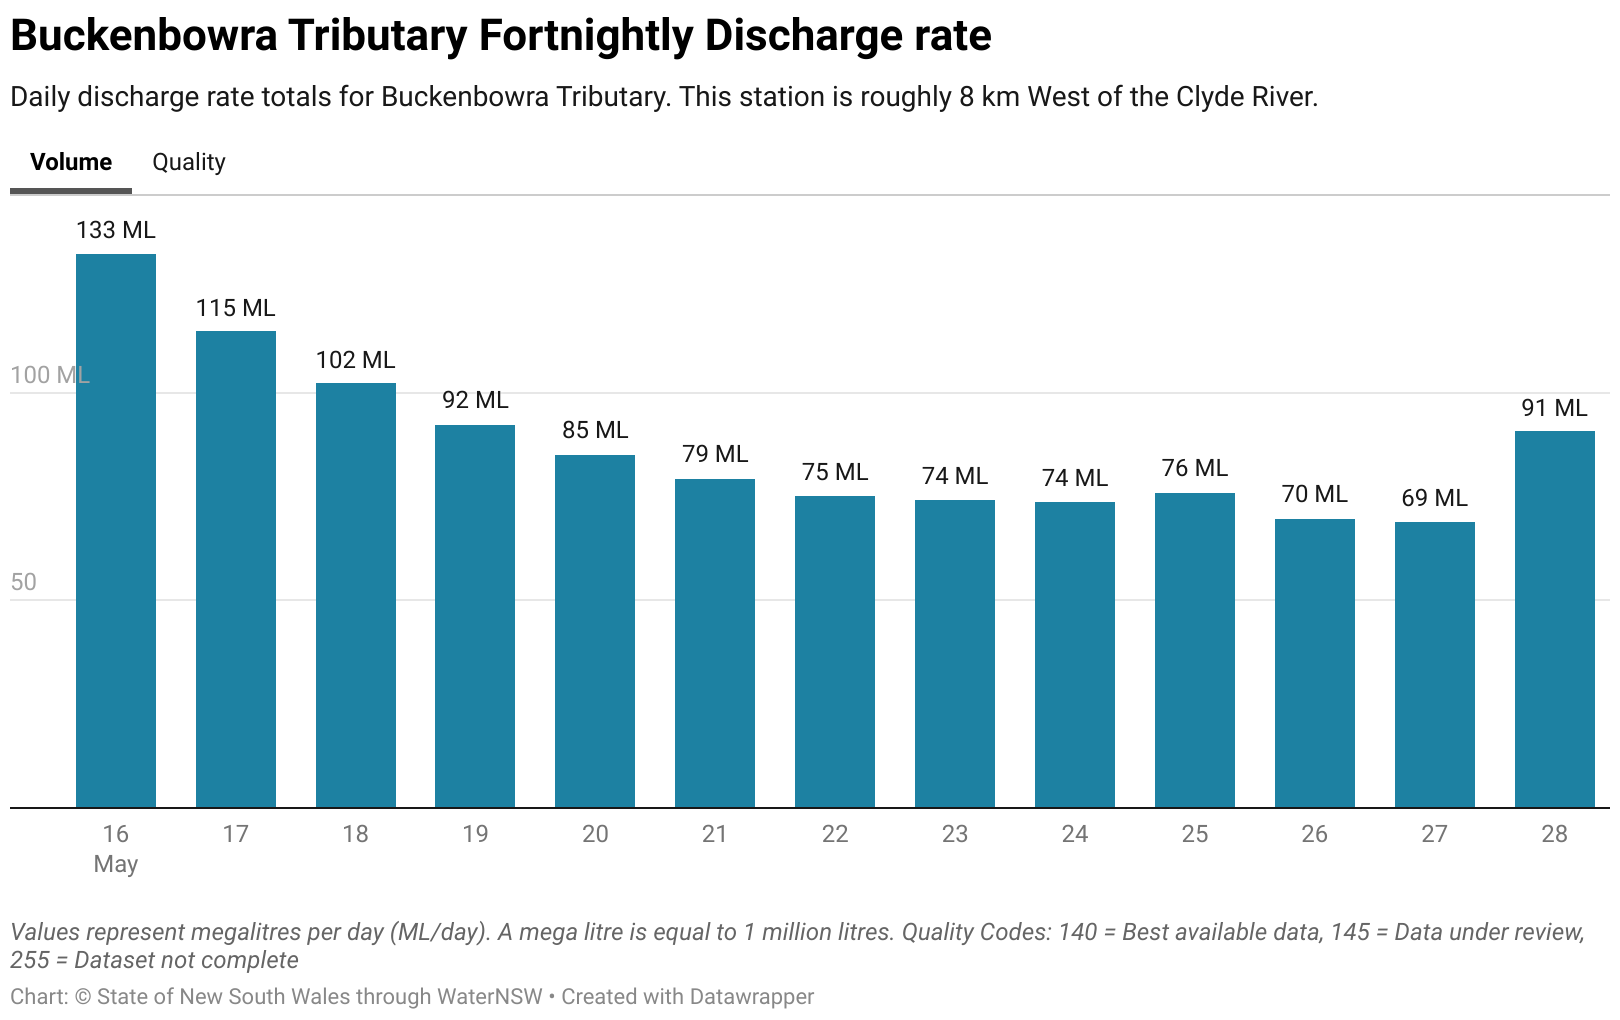 Buckenbowra Tributary Fortnightly Discharge rate
Daily discharge rate totals for Buckenbowra Tributary. This station is roughly 8 km West of the Clyde River.
Volume Quality
133 ML
115 ML
102 ML
100 ML
92 ML
91 ML
85 ML
79 ML
75 ML
74 ML
74 ML
76 ML
70 ML
69 ML
50
16 17 18 19 20 21 22 23 24 25 26 27 28
May
Values represent megalitres per day (ML/day). A mega litre is equal to 1 million litres. Quality Codes: 140 = Best available data, 145 = Data under review,
255 = Dataset not complete
Chart: © State of New South Wales through WaterNSW • Created with Datawrapper